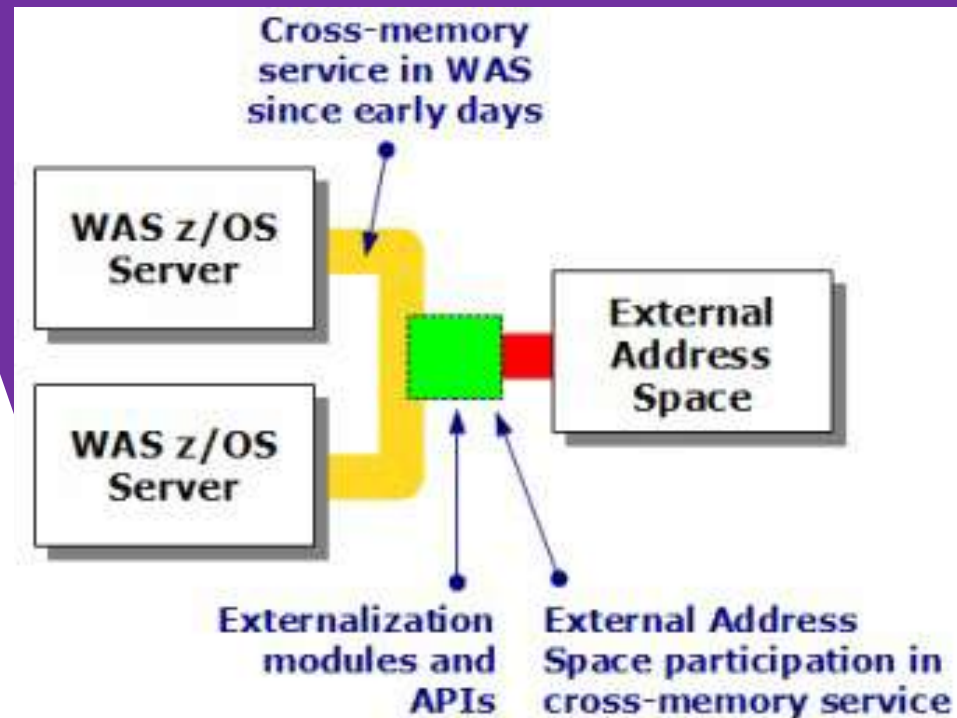 Cross-memory
service in WAS
since early days
WAS z/OS
Server
External
Address
Space
WAS z/OS
Server
Externalization
modules and
APIs
External Address
Space participation in
cross-memory service